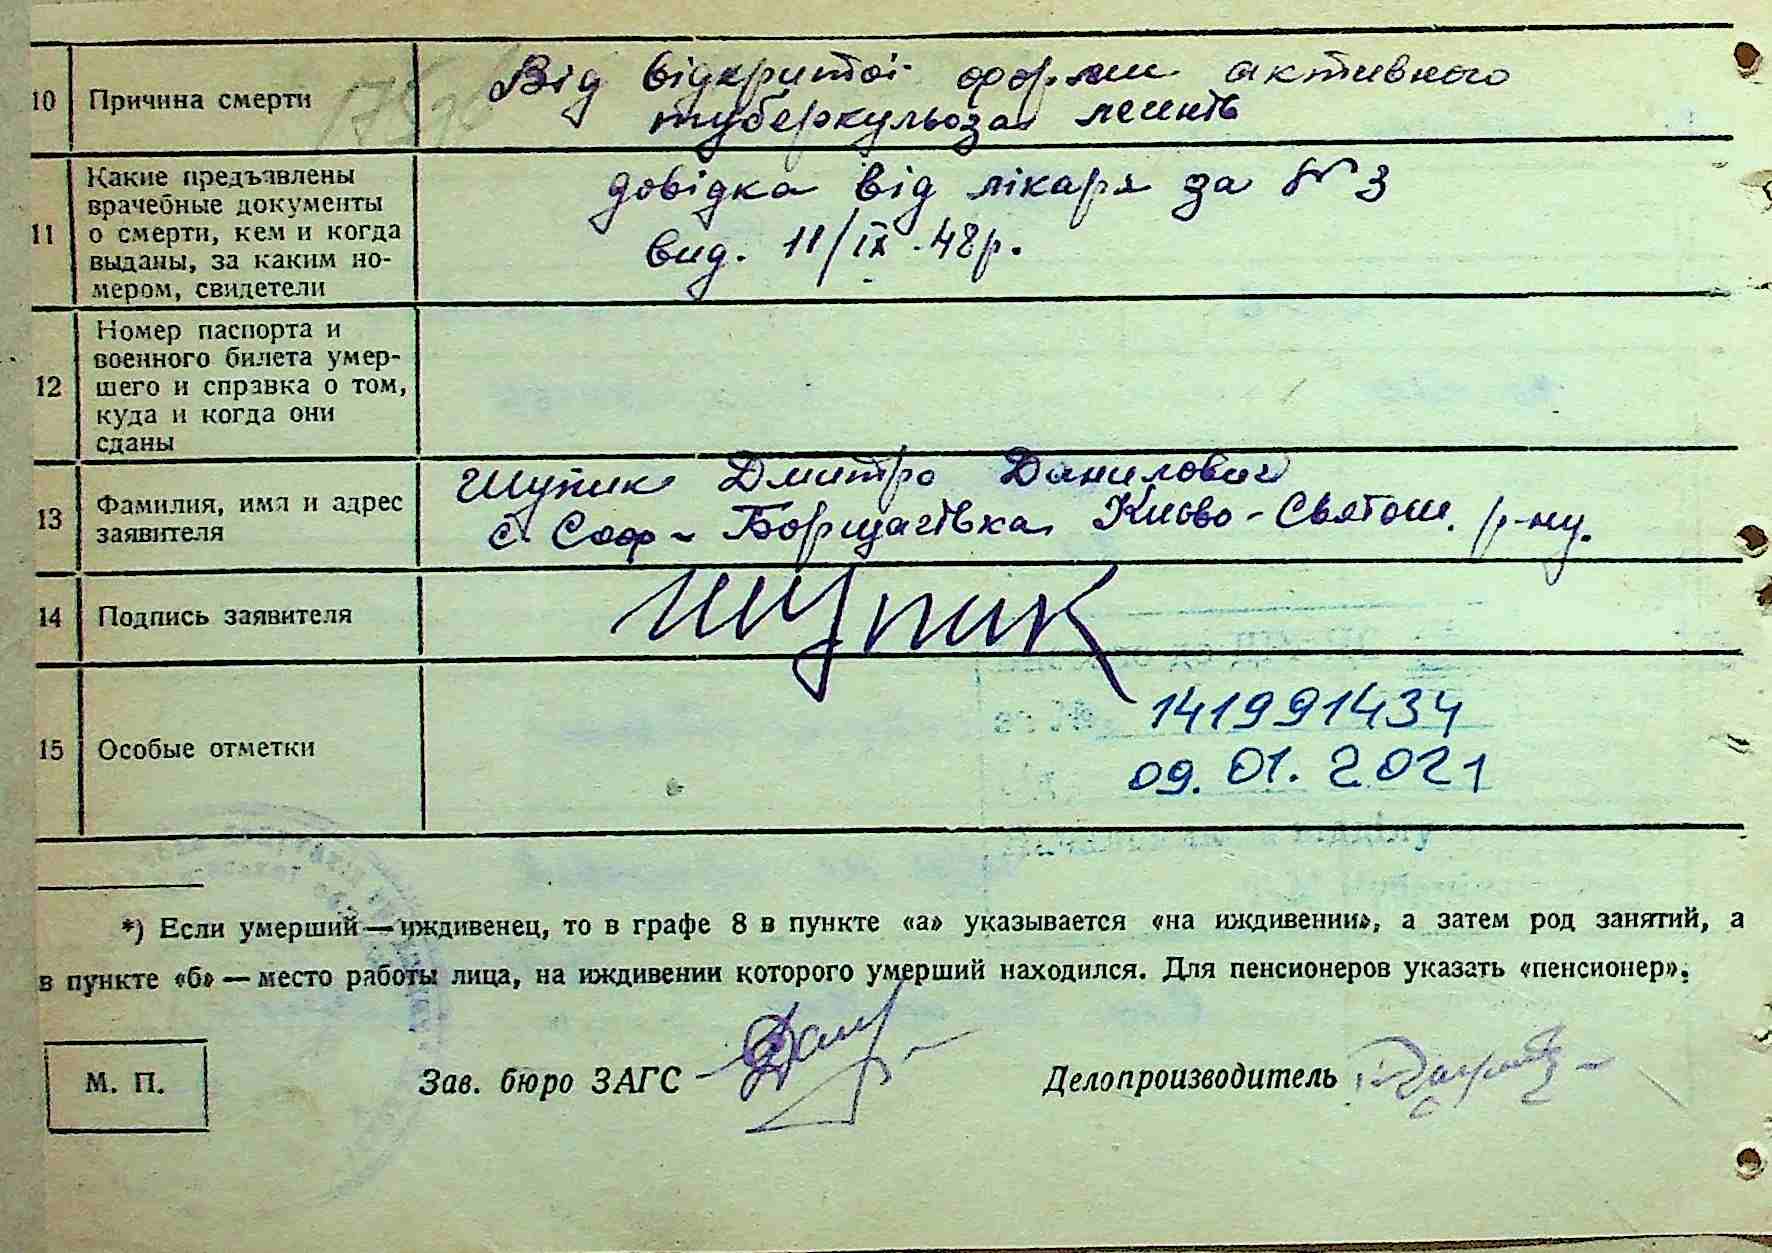 10 Причина смерти Від відкритої форми активного
туберкульоза легнів
11 Какие предъявлены
врачебные документы
о смерти, кем и когда
выданы, за каким но-
мером, свидетели
довідка від лікаря за № 3
вид. 11/IX-48р.
12 Номер паспорта и
военного билета умер-
шего и справка о том,
куда и когда они
сданы
13 Фамилия, имя и адрес
заявителя
Шупик Дмитро Данилович
с. Соф-Борщагівка Києво-Святош. р-ну.
14 Подпись заявителя Шупик
15 Особые отметки
141991434
09.01.2021
*) Если умерший—иждивенец, то в графе 8 в пункте «а» указывается «на иждивении», а затем род занятий, а
в пункте «б» — место работы лица, на иждивении которого умерший находился. Для пенсионеров указать «пенсионер».
М. П.
Зав. бюро ЗАГС
Делопроизводитель